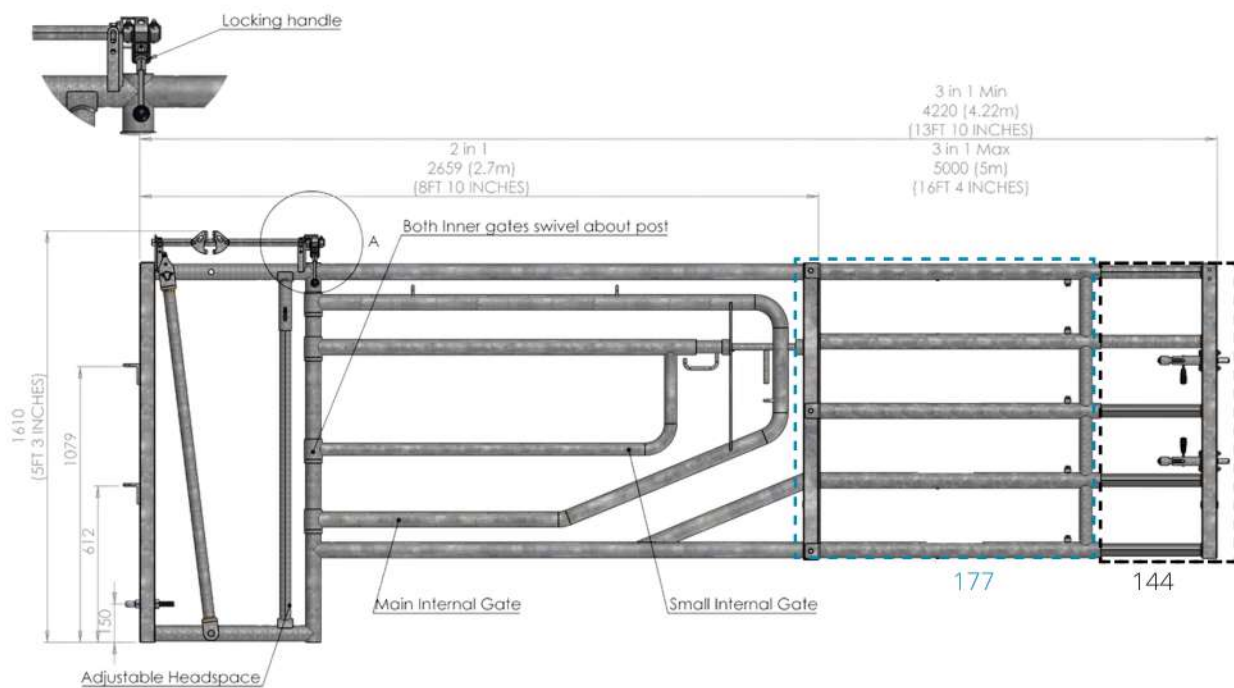 Locking handle
3 in 1 Min
4220 (4.22m)
(13FT 10 INCHES)
3 in 1 Max
5000 (5m)
(16FT 4 INCHES)
2 in 1
2659 (2.7m)
(8FT 10 INCHES)
Both Inner gates swivel about post
A
1610
(5FT 3 INCHES)
1079
612
150
177
144
Main Internal Gate
Small Internal Gate
Adjustable Headspace